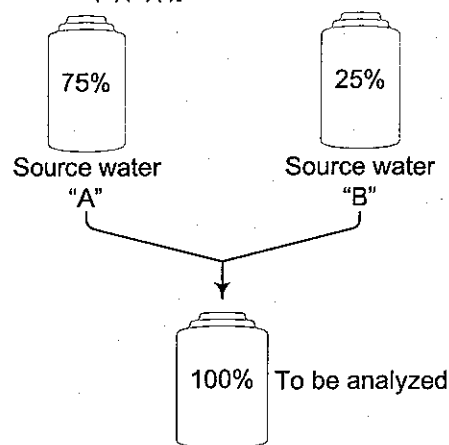 75%
25%
Source water
"A"
Source water
"B"
100%
To be analyzed